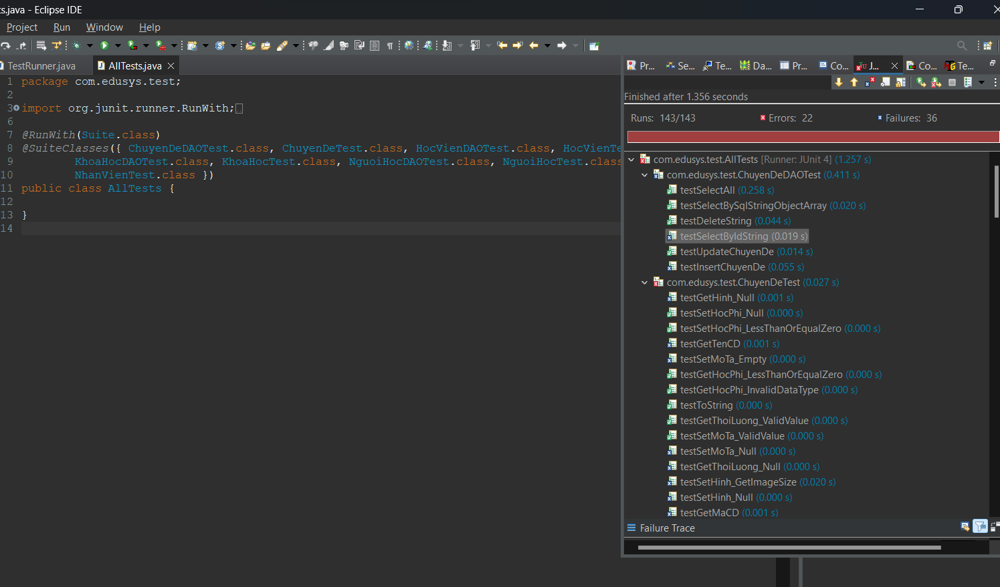 s.java - Eclipse IDE
Project Run Window Help
TestRunner.java AllTests.java
Pr... Se... Te... Da... Pr... Co... J... Co... Te...
1 package com.edusys.test;
2
3 import org.junit.runner.RunWith;
6
7 @RunWith(Suite.class)
8 @SuiteClasses({ ChuyenDeDAOTest.class, ChuyenDeTest.class, HocVienDAOTest.class, HocVienTe
9 KhoaHocDAOTest.class, KhoaHocTest.class, NguoiHocDAOTest.class, NguoiHocTest.class
10 NhanVienTest.class })
11 public class AllTests {
12
13 }
14
Finished after 1.356 seconds
Runs: 143/143 Errors: 22 Failures: 36
com.edusys.test.AllTests [Runner: JUnit 4] (1.257 s)
com.edusys.test.ChuyenDeDAOTest (0.411 s)
testSelectAll (0.258 s)
testSelectBySqlStringObjectArray (0.020 s)
testDeleteString (0.044 s)
testSelectByIdString (0.019 s)
testUpdateChuyenDe (0.014 s)
testInsertChuyenDe (0.055 s)
com.edusys.test.ChuyenDeTest (0.027 s)
testGetHinh_Null (0.001 s)
testSetHocPhi_Null (0.000 s)
testSetHocPhi_LessThanOrEqualZero (0.000 s)
testGetTenCD (0.001 s)
testSetMoTa_Empty (0.000 s)
testGetHocPhi_LessThanOrEqualZero (0.000 s)
testGetHocPhi_InvalidDataType (0.000 s)
testToString (0.000 s)
testGetThoiLuong_ValidValue (0.000 s)
testSetMoTa_ValidValue (0.000 s)
testSetMoTa_Null (0.000 s)
testGetThoiLuong_Null (0.000 s)
testSetHinh_GetImageSize (0.020 s)
testSetHinh_Null (0.000 s)
testGetMaCD (0.001 s)
Failure Trace